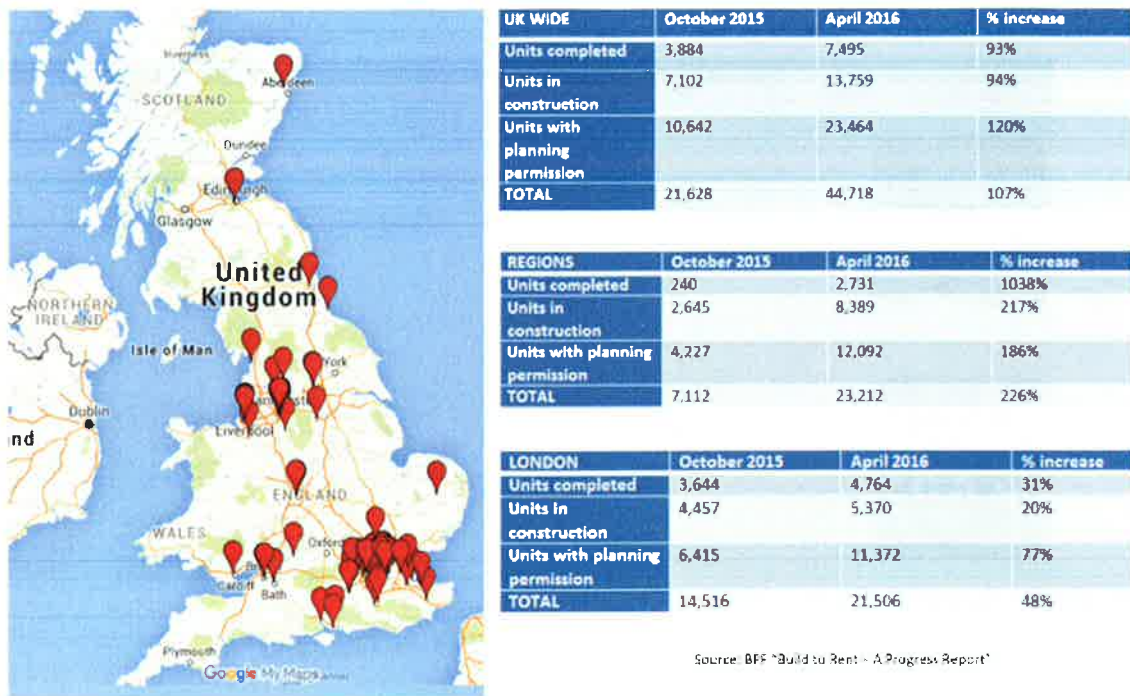 Inverness
Aberdeen
SCOTLAND
Dundee
Edinburgh
Glasgow
United
Kingdom
NORTHERN
IRELAND
Isle of Man
York
Dublin
Liverpool
nd
ENGLAND
WALES
Oxford
Cardiff
Bath
Plymouth
Google My Maps
UK WIDE October 2015 April 2016 % increase
Units completed 3,884 7,495 93%
Units in 7,102 13,759 94%
construction
Units with 10,642 23,464 120%
planning
permission
TOTAL 21,628 44,718 107%
REGIONS October 2015 April 2016 % increase
Units completed 240 2,731 1038%
Units in 2,645 8,389 217%
construction
Units with planning 4,227 12,092 186%
permission
TOTAL 7,112 23,212 226%
LONDON October 2015 April 2016 % increase
Units completed 3,644 4,764 31%
Units in 4,457 5,370 20%
construction
Units with planning 6,415 11,372 77%
permission
TOTAL 14,516 21,506 48%
Source: BPF "Build to Rent - A Progress Report"